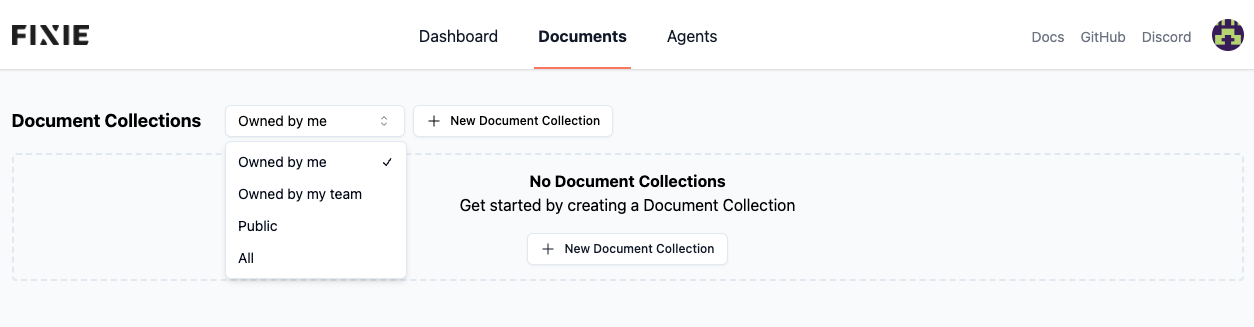 FIXIE
Dashboard
Documents
Agents
Docs
GitHub
Discord
Document Collections
Owned by me
New Document Collection
Owned by me
Owned by my team
Public
All
No Document Collections
Get started by creating a Document Collection
New Document Collection